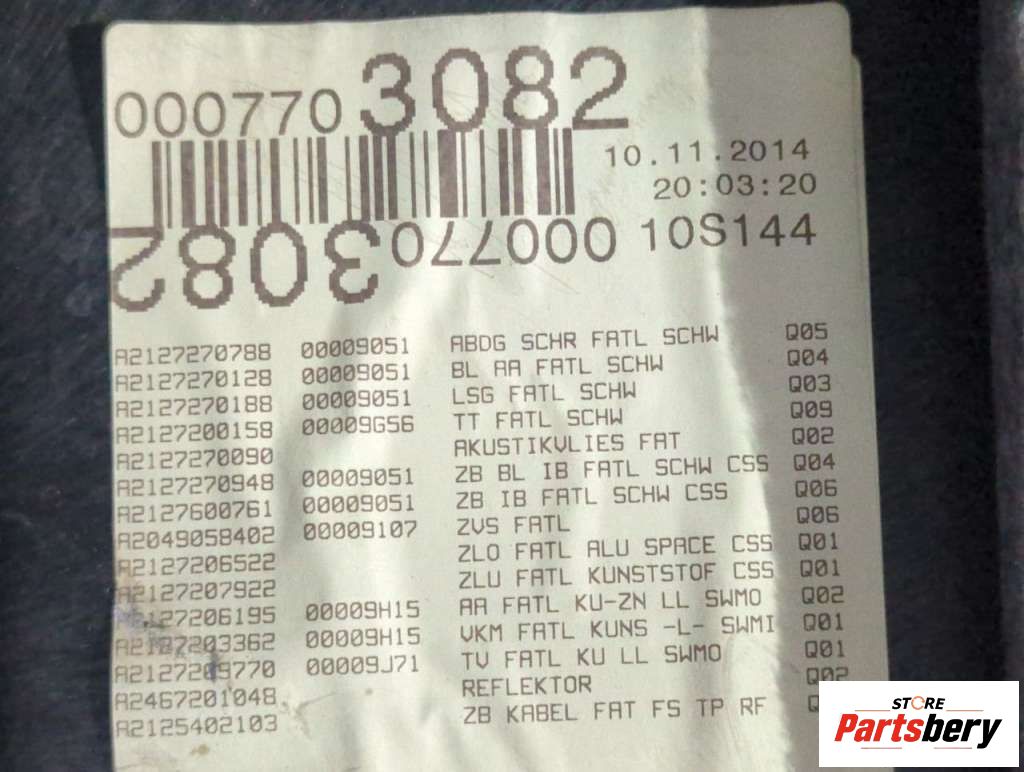 0007703082
10.11.2014
20:03:20
0007703082
10S144
A2127270788 00009051 ABDG SCHR FATL SCHW Q05
A2127270128 00009051 BL AA FATL SCHW Q04
A2127270188 00009051 LSG FATL SCHW Q03
A2127200158 00009G56 TT FATL SCHW Q09
A2127270090 AKUSTIKVLIES FAT Q02
A2127270948 00009051 ZB BL IB FATL SCHW CSS Q04
A2127600761 00009051 ZB IB FATL SCHW CSS Q06
A2049058402 00009107 ZVS FATL Q06
A2127206522 ZLO FATL ALU SPACE CSS Q01
A2127207922 ZLU FATL KUNSTSTOF CSS Q01
A2127206195 00009H15 AA FATL KU-ZN LL SWMO Q02
A2127203362 00009H15 VKM FATL KUNS -L- SWMI Q01
A2127209770 00009J71 TV FATL KU LL SWMO Q01
A2467201048 REFLEKTOR Q02
A2125402103 ZB KABEL FAT FS TP RF
STORE
Partsbery